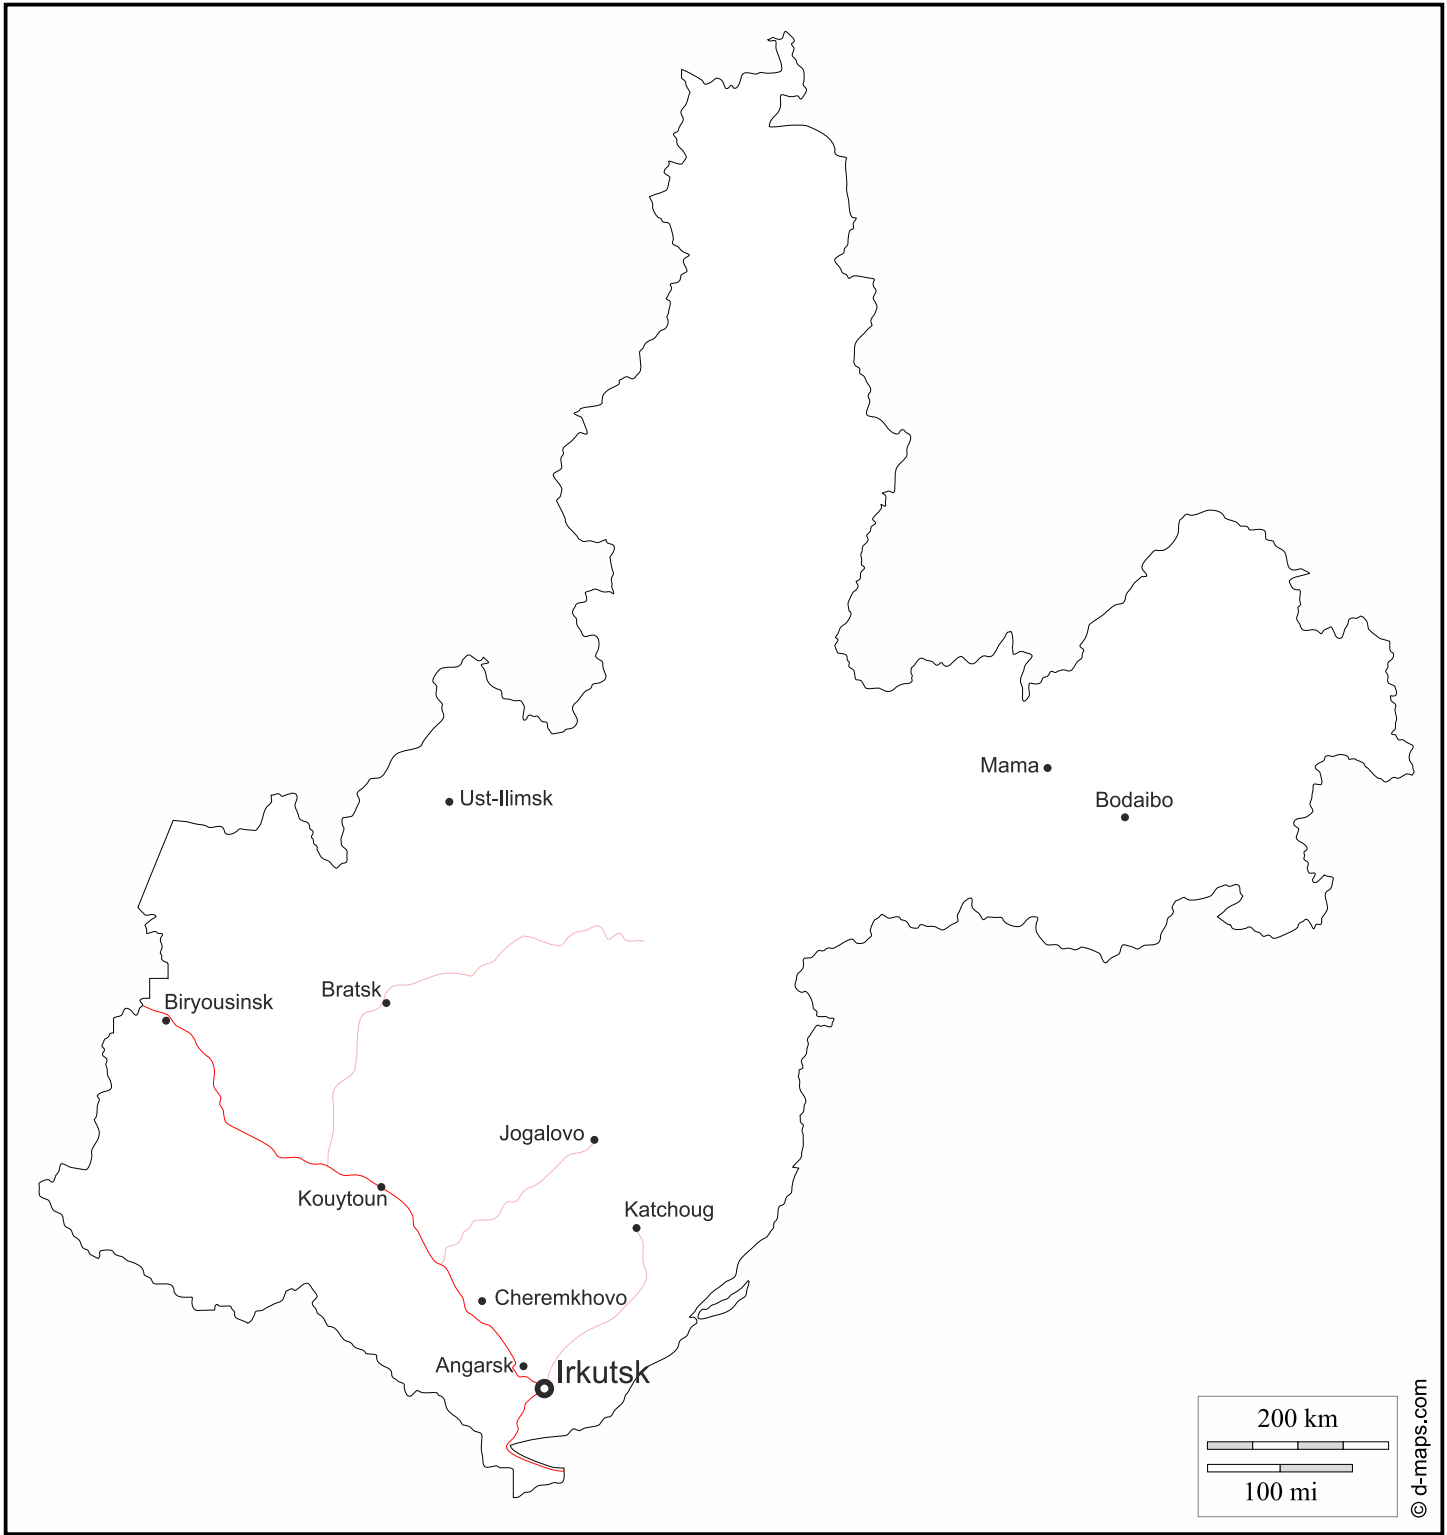 Mama
Ust-Ilimsk
Bodaibo
Bratsk
Biryousinsk
Jogalovo
Kouytoun
Katchoug
Cheremkhovo
Angarsk
Irkutsk
200 km
100 mi
© d-maps.com